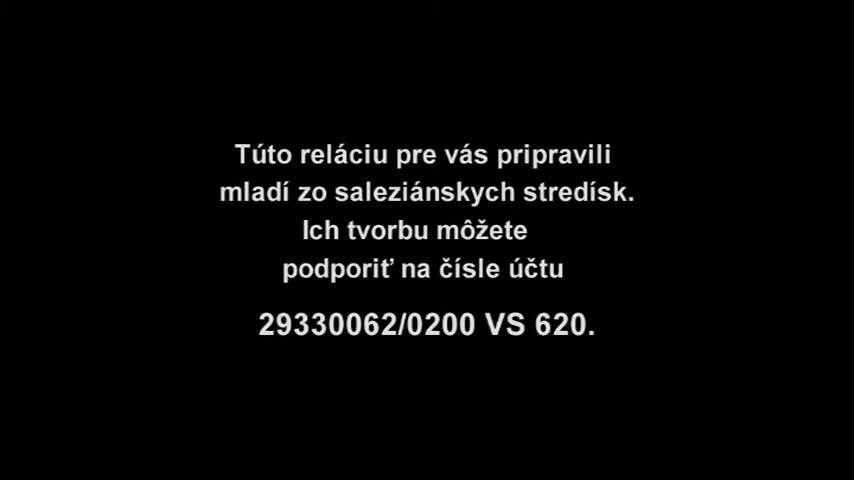 Túto reláciu pre vás pripravili
mladí zo saleziánskych stredísk.
Ich tvorbu môžete
podporiť na čísle účtu
29330062/0200 VS 620.